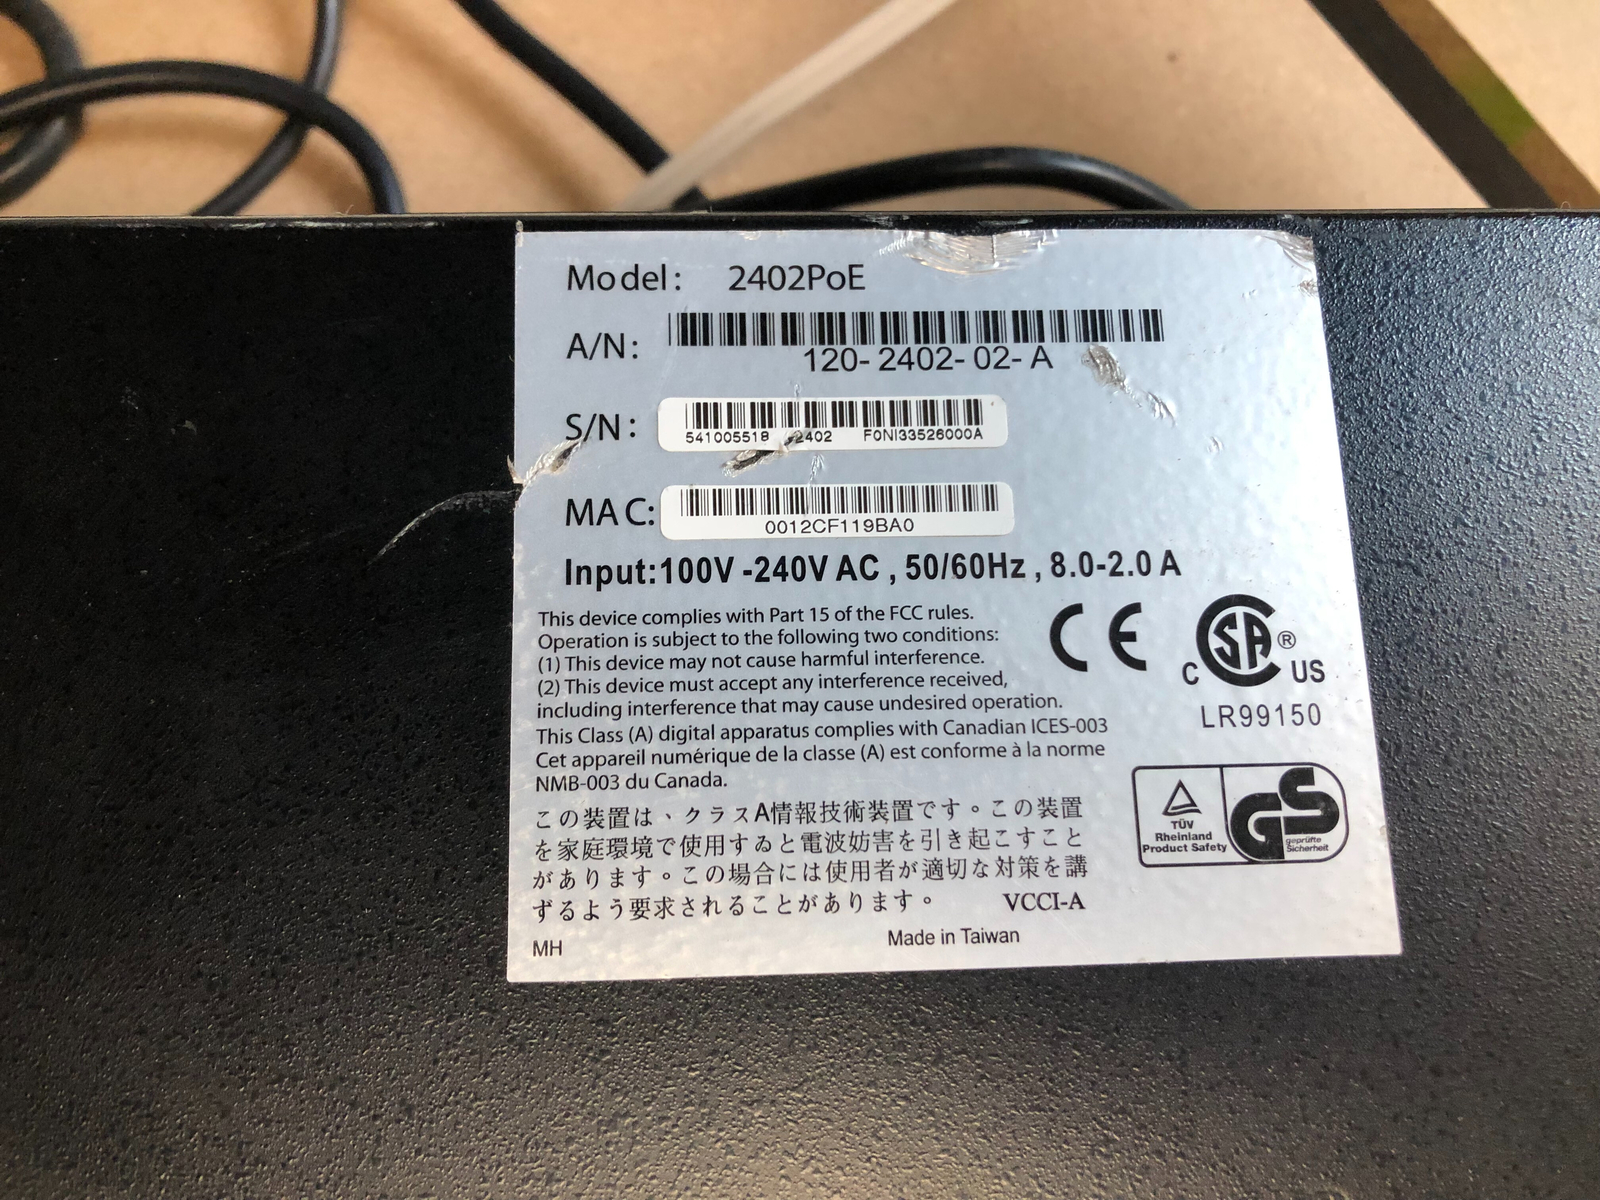 Model: 2402PoE
A/N:
120-2402-02-A
S/N:
541005518 2402 F0NI33526000A
MAC:
0012CF119BA0
Input:100V -240V AC , 50/60Hz , 8.0-2.0 A
This device complies with Part 15 of the FCC rules.
Operation is subject to the following two conditions:
(1) This device may not cause harmful interference.
(2) This device must accept any interference received,
including interference that may cause undesired operation.
This Class (A) digital apparatus complies with Canadian ICES-003
Cet appareil numérique de la classe (A) est conforme à la norme
NMB-003 du Canada.
CE
C SA ® US
LR99150
TÜV
Rheinland
Product Safety
GS
geprüfte
Sicherheit
この装置は、クラスA情報技術装置です。この装置
を家庭環境で使用すゐと電波妨害を引き起こすこと
があります。この場合には使用者が適切な対策を講
ずるよう要求されることがあります。 VCCI-A
MH
Made in Taiwan